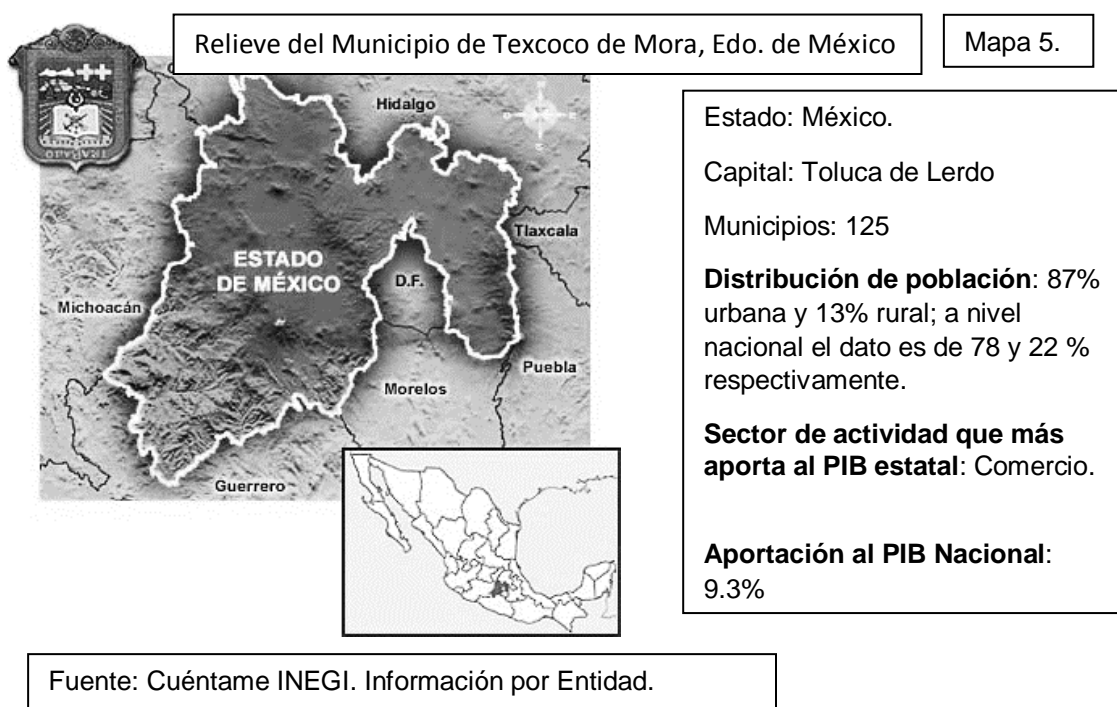 Relieve del Municipio de Texcoco de Mora, Edo. de México
Mapa 5.
Hidalgo
Tlaxcala
ESTADO
DE MÉXICO
D.F.
Michoacán
Puebla
Morelos
Guerrero
Estado: México.
Capital: Toluca de Lerdo
Municipios: 125
Distribución de población: 87%
urbana y 13% rural; a nivel
nacional el dato es de 78 y 22 %
respectivamente.
Sector de actividad que más
aporta al PIB estatal: Comercio.
Aportación al PIB Nacional:
9.3%
Fuente: Cuéntame INEGI. Información por Entidad.